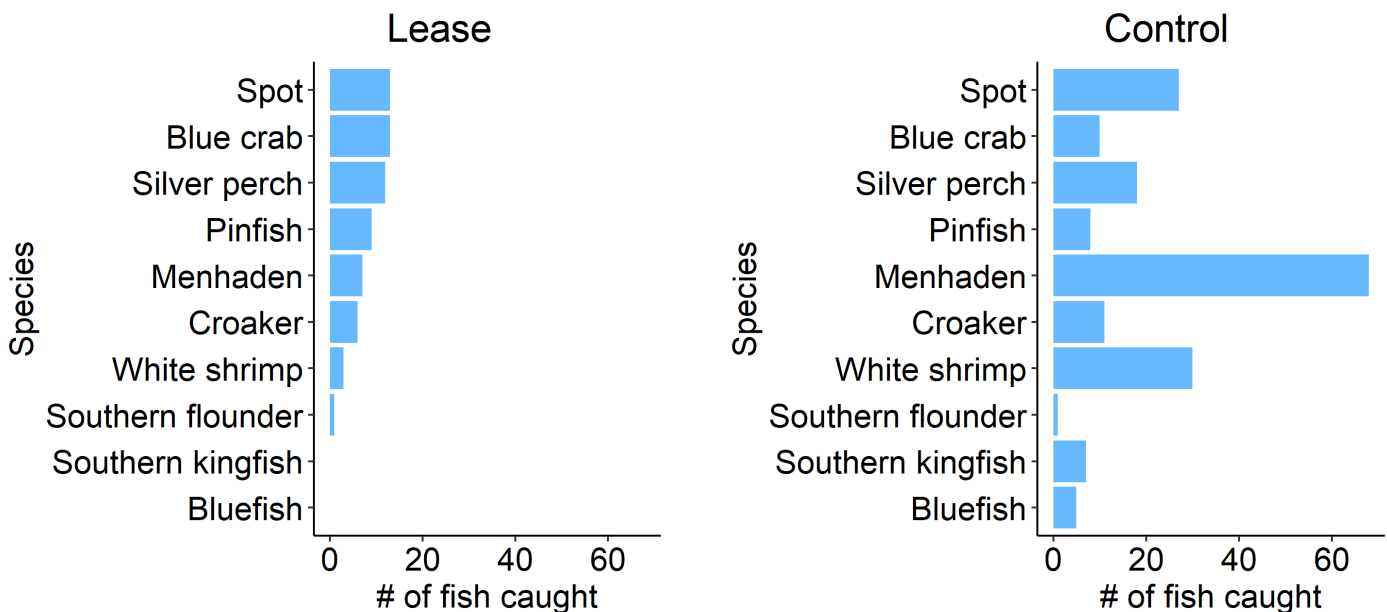 Lease
Species
Spot
Blue crab
Silver perch
Pinfish
Menhaden
Croaker
White shrimp
Southern flounder
Southern kingfish
Bluefish
0 20 40 60
# of fish caught
Control
Species
Spot
Blue crab
Silver perch
Pinfish
Menhaden
Croaker
White shrimp
Southern flounder
Southern kingfish
Bluefish
0 20 40 60
# of fish caught